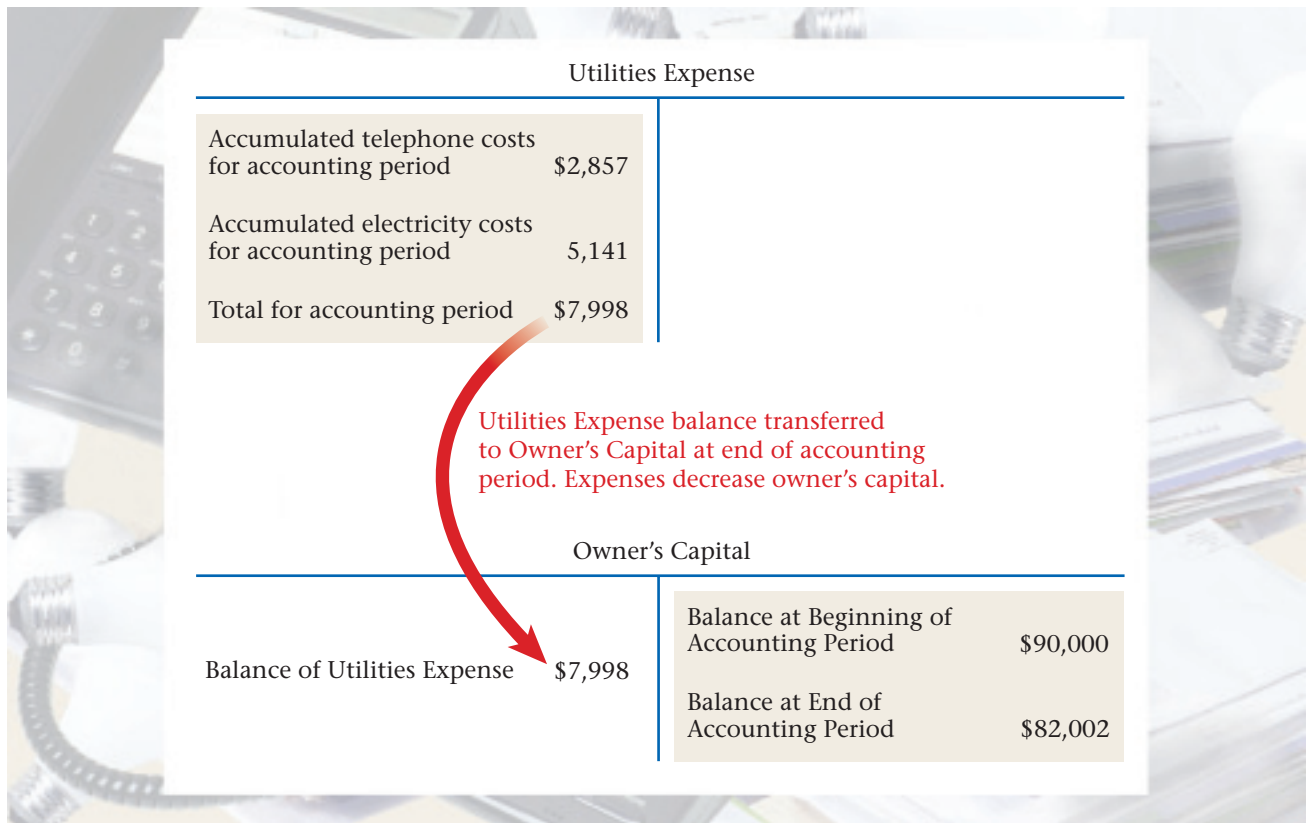 Utilities Expense
Accumulated telephone costs
for accounting period $2,857
Accumulated electricity costs
for accounting period 5,141
Total for accounting period $7,998
Utilities Expense balance transferred
to Owner’s Capital at end of accounting
period. Expenses decrease owner’s capital.
Owner’s Capital
Balance of Utilities Expense $7,998
Balance at Beginning of
Accounting Period $90,000
Balance at End of
Accounting Period $82,002